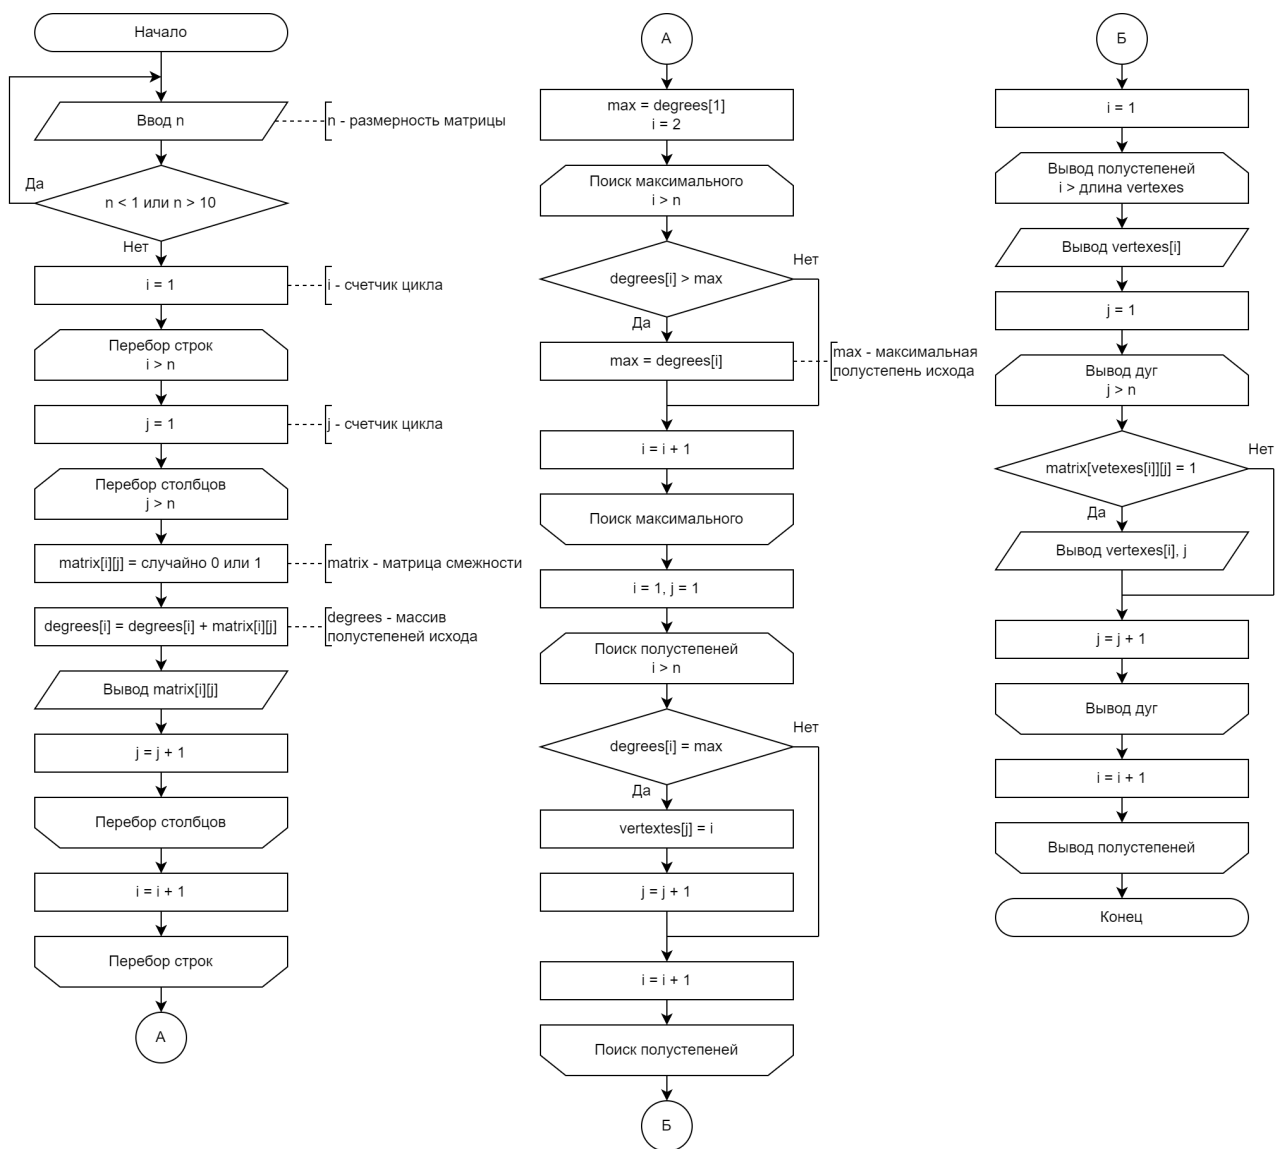 Начало
Ввод n
n - размерность матрицы
Да
n < 1 или n > 10
Нет
i = 1
i - счетчик цикла
Перебор строк
i > n
j = 1
j - счетчик цикла
Перебор столбцов
j > n
matrix[i][j] = случайно 0 или 1
matrix - матрица смежности
degrees[i] = degrees[i] + matrix[i][j]
degrees - массив
полустепеней исхода
Вывод matrix[i][j]
j = j + 1
Перебор столбцов
i = i + 1
Перебор строк
А
А
max = degrees[1]
i = 2
Поиск максимального
i > n
Нет
degrees[i] > max
Да
max = degrees[i]
max - максимальная
полустепень исхода
i = i + 1
Поиск максимального
i = 1, j = 1
Поиск полустепеней
i > n
Нет
degrees[i] = max
Да
vertextes[j] = i
j = j + 1
i = i + 1
Поиск полустепеней
Б
Б
i = 1
Вывод полустепеней
i > длина vertexes
Вывод vertexes[i]
j = 1
Вывод дуг
j > n
Нет
matrix[vetexes[i]][j] = 1
Да
Вывод vertexes[i], j
j = j + 1
Вывод дуг
i = i + 1
Вывод полустепеней
Конец